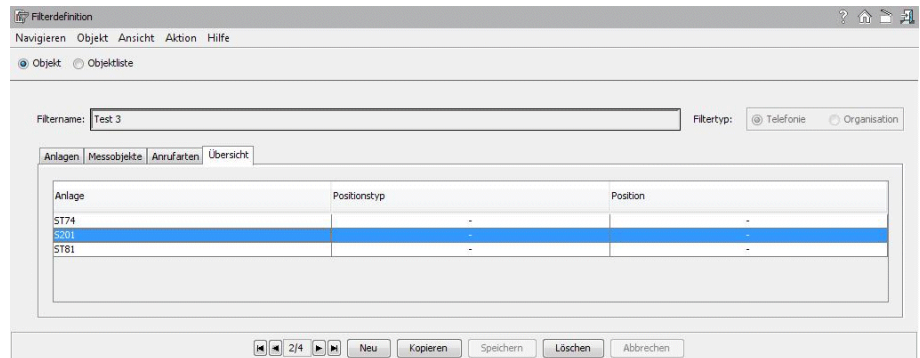 Filterdefinition
Navigieren Objekt Ansicht Aktion Hilfe
Objekt Objektliste
Filtername: Test 3 Filtertyp: Telefonie Organisation
Anlagen Messobjekte Anrufarten Übersicht
Anlage Positionstyp Position
ST74 - -
S201 - -
ST81 - -
2/4 Neu Kopieren Speichern Löschen Abbrechen